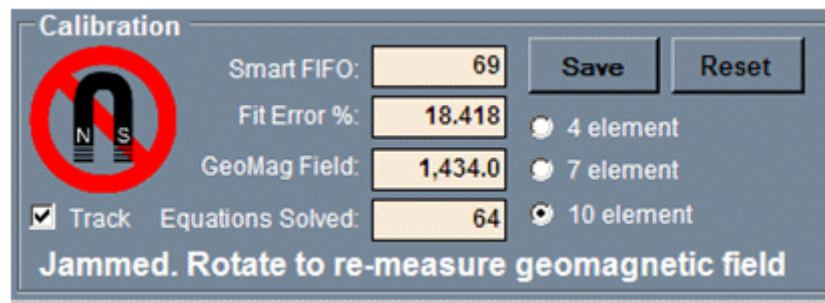 Calibration
Smart FIFO: 69 Save Reset
Fit Error %: 18.418 4 element
N S
GeoMag Field: 1,434.0 7 element
Track Equations Solved: 64 10 element
Jammed. Rotate to re-measure geomagnetic field